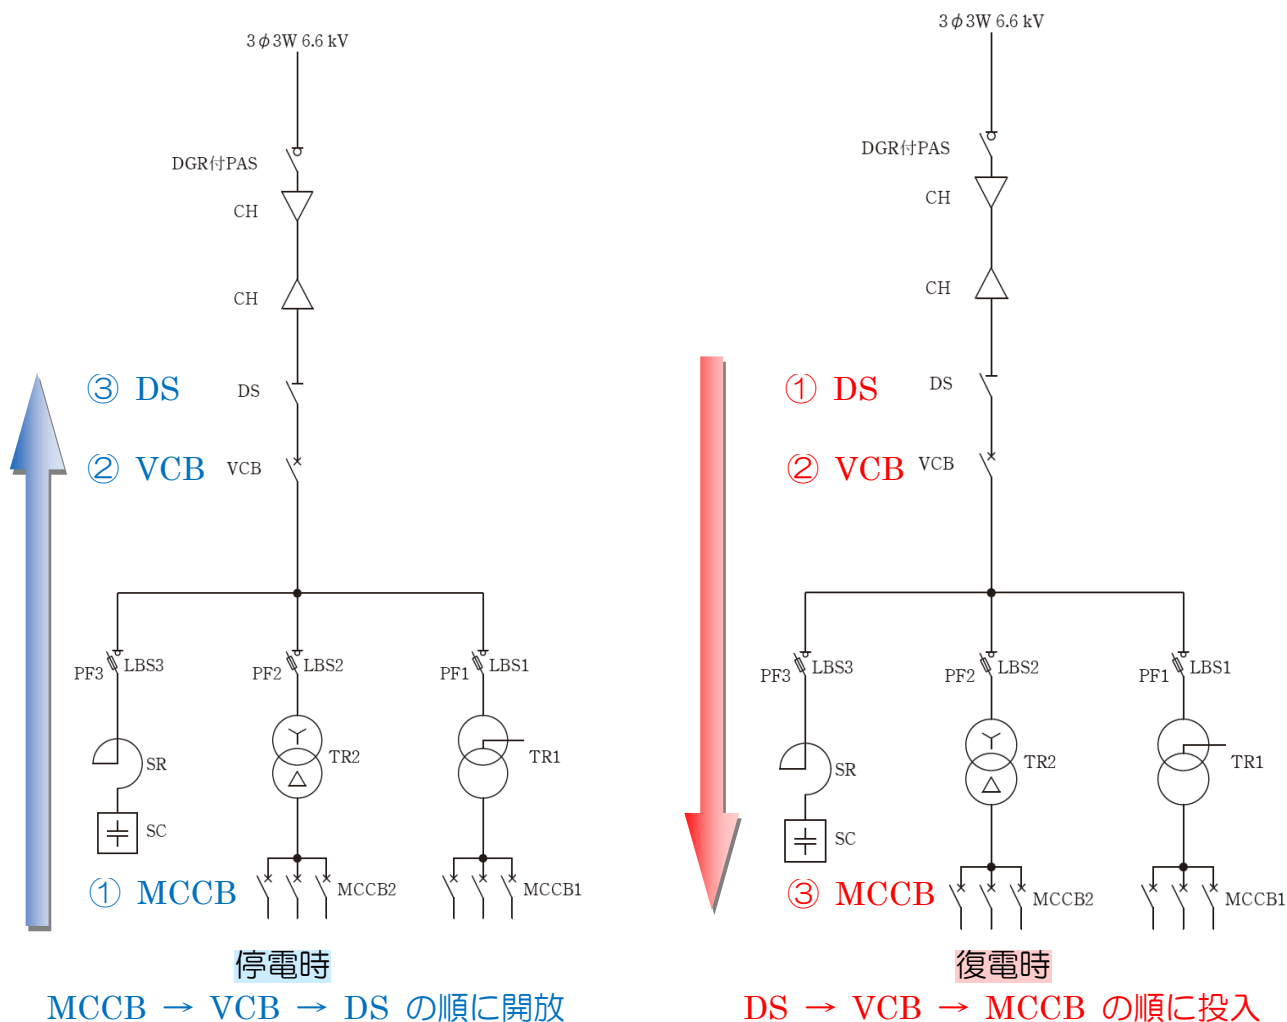 3φ3W 6.6 kV
DGR付PAS
CH
CH
③ DS
DS
② VCB
VCB
PF3
LBS3
PF2
LBS2
PF1
LBS1
SR
TR2
TR1
SC
① MCCB
MCCB2
MCCB1
停電時
MCCB → VCB → DS の順に開放
3φ3W 6.6 kV
DGR付PAS
CH
CH
① DS
DS
② VCB
VCB
PF3
LBS3
PF2
LBS2
PF1
LBS1
SR
TR2
TR1
SC
③ MCCB
MCCB2
MCCB1
復電時
DS → VCB → MCCB の順に投入